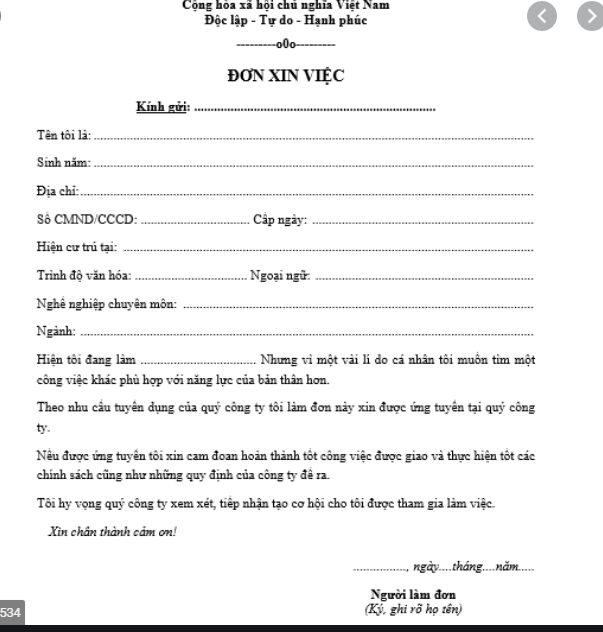 Cộng hòa xã hội chủ nghĩa Việt Nam
Độc lập - Tự do - Hạnh phúc
---------o0o---------
ĐƠN XIN VIỆC
Kính gửi: ........................................................................
Tên tôi là: ........................................................................
Sinh năm: ........................................................................
Địa chỉ: ........................................................................
Số CMND/CCCD: .............................. Cấp ngày: ..............................
Hiện cư trú tại: ........................................................................
Trình độ văn hóa: .............................. Ngoại ngữ: ..............................
Nghề nghiệp chuyên môn: ........................................................................
Ngành: ........................................................................
Hiện tôi đang làm .............................. Nhưng vì một vài lí do cá nhân tôi muốn tìm một
công việc khác phù hợp với năng lực của bản thân hơn.
Theo nhu cầu tuyển dụng của quý công ty tôi làm đơn này xin được ứng tuyển tại quý công
ty.
Nếu được ứng tuyển tôi xin cam đoan hoàn thành tốt công việc được giao và thực hiện tốt các
chính sách cũng như những quy định của công ty đề ra.
Tôi hy vọng quý công ty xem xét, tiếp nhận tạo cơ hội cho tôi được tham gia làm việc.
Xin chân thành cảm ơn!
................, ngày....tháng....năm.....
Người làm đơn
(Ký, ghi rõ họ tên)
534